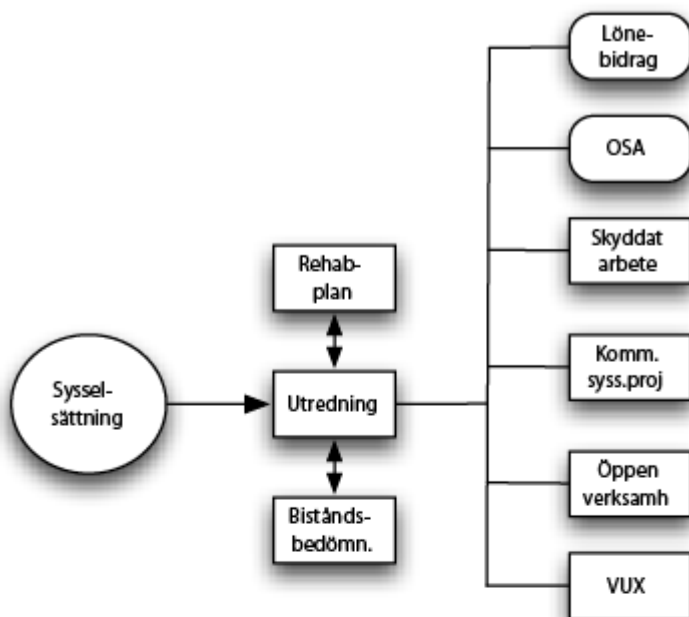 Syssel-
sättning
Rehab-
plan
Utredning
Bistånds-
bedömn.
Löne-
bidrag
OSA
Skyddat
arbete
Komm.
syss.proj
Öppen
verksamh
VUX